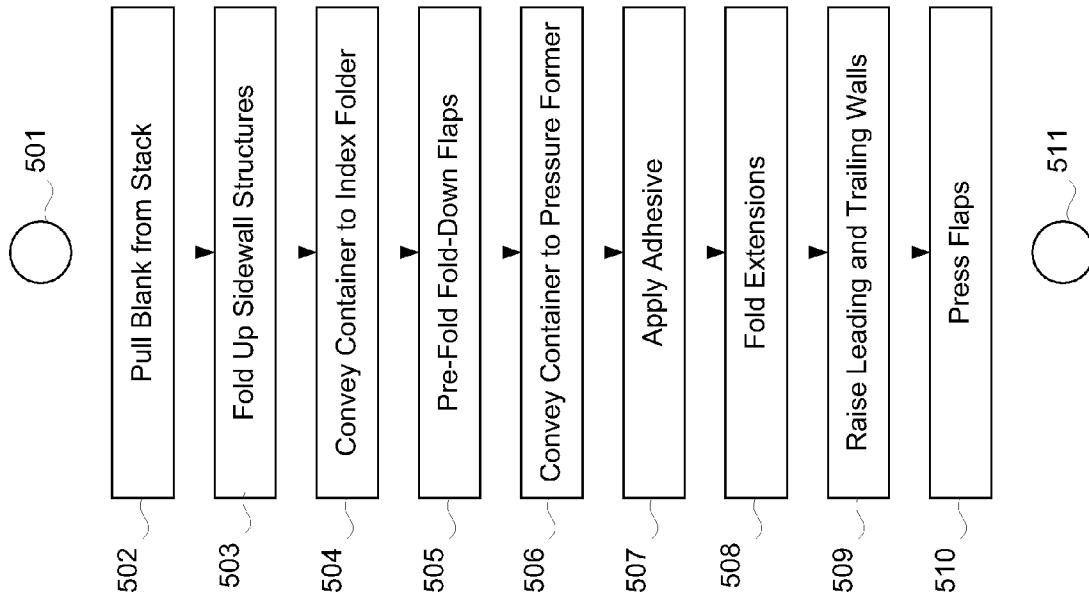 501
502
Pull Blank from Stack
503
Fold Up Sidewall Structures
504
Convey Container to Index Folder
505
Pre-Fold Fold-Down Flaps
506
Convey Container to Pressure Former
507
Apply Adhesive
508
Fold Extensions
509
Raise Leading and Trailing Walls
510
Press Flaps
511